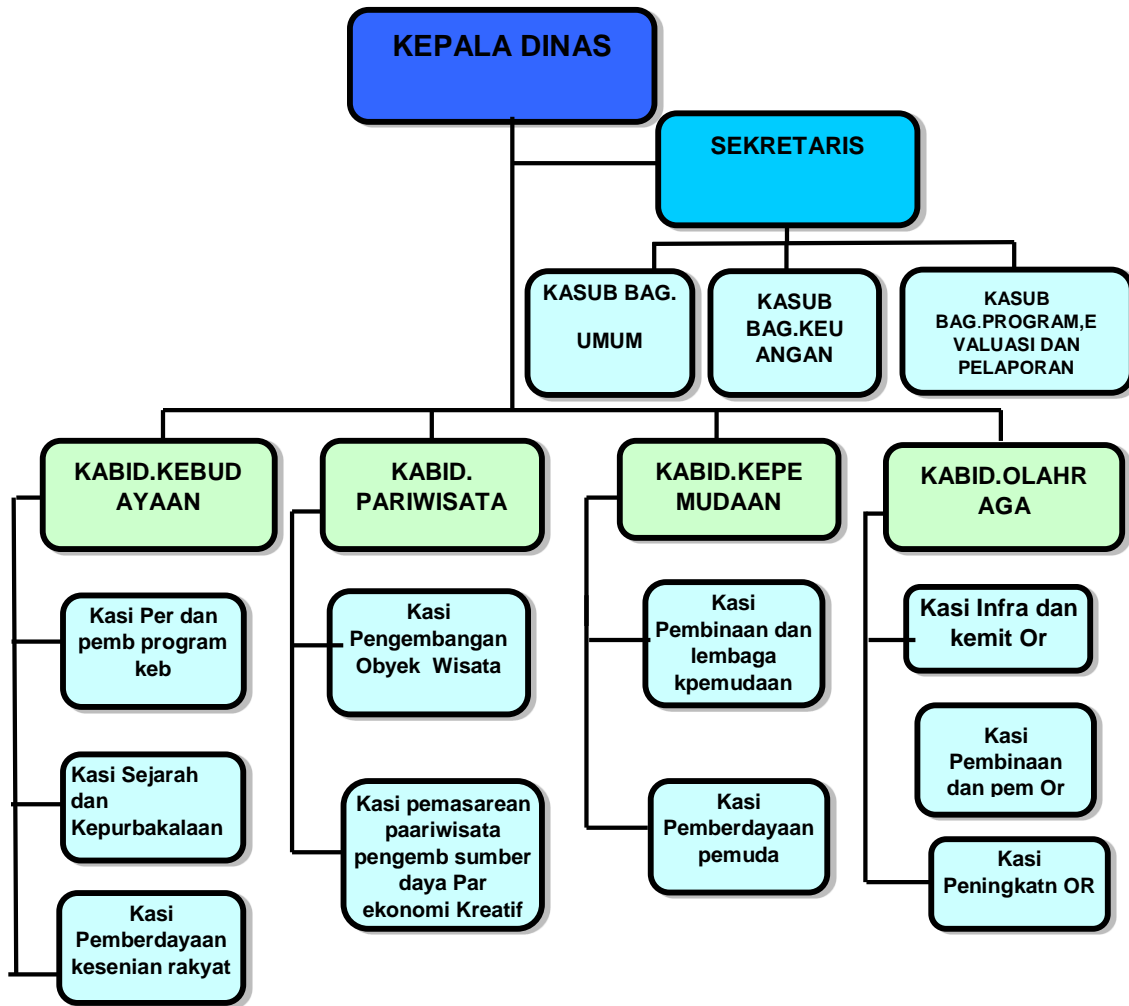 KEPALA DINAS
SEKRETARIS
KASUB BAG.
UMUM
KASUB
BAG.KEU
ANGAN
KASUB
BAG.PROGRAM,E
VALUASI DAN
PELAPORAN
KABID.KEBUD
AYAAN
KABID.
PARIWISATA
KABID.KEPE
MUDAAN
KABID.OLAHR
AGA
Kasi Per dan
pemb program
keb
Kasi
Pengembangan
Obyek Wisata
Kasi
Pembinaan dan
lembaga
kpemudaan
Kasi Infra dan
kemit Or
Kasi Sejarah
dan
Kepurbakalaan
Kasi pemasarean
paariwisata
pengemb sumber
daya Par
ekonomi Kreatif
Kasi
Pemberdayaan
pemuda
Kasi
Pembinaan
dan pem Or
Kasi
Peningkatn OR
Kasi
Pemberdayaan
kesenian rakyat